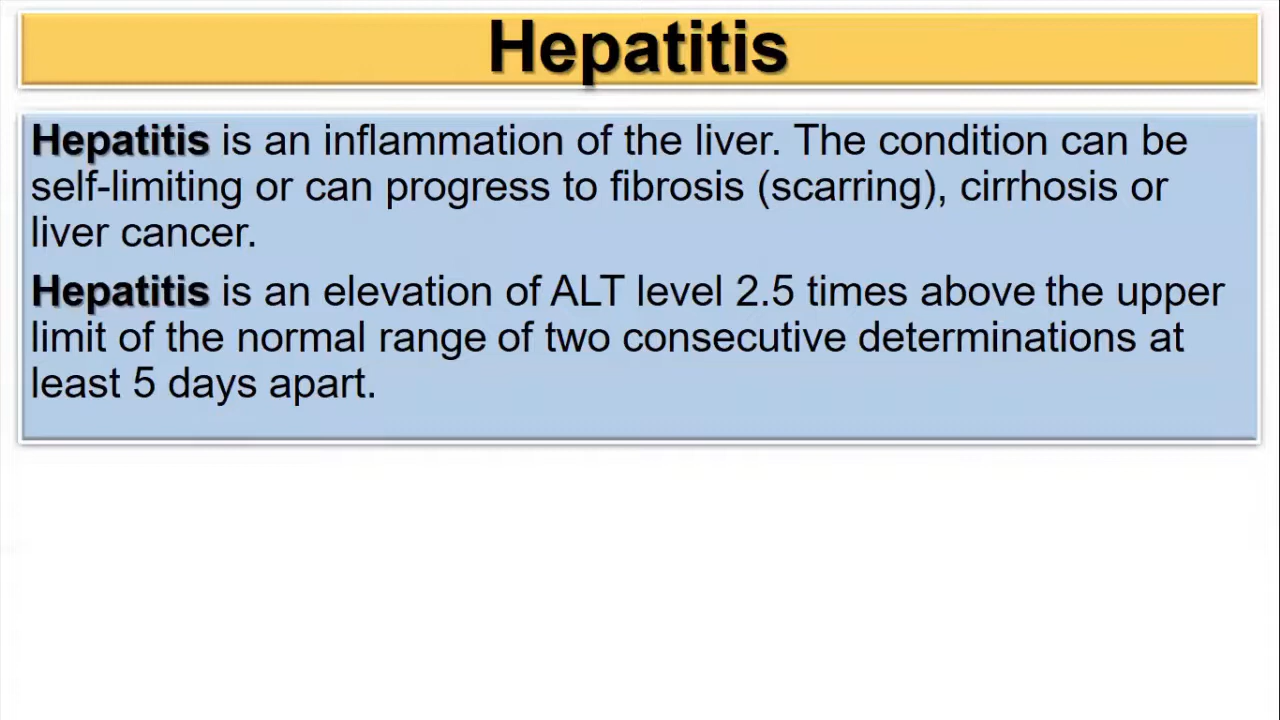 Hepatitis
Hepatitis is an inflammation of the liver. The condition can be
self-limiting or can progress to fibrosis (scarring), cirrhosis or
liver cancer.
Hepatitis is an elevation of ALT level 2.5 times above the upper
limit of the normal range of two consecutive determinations at
least 5 days apart.